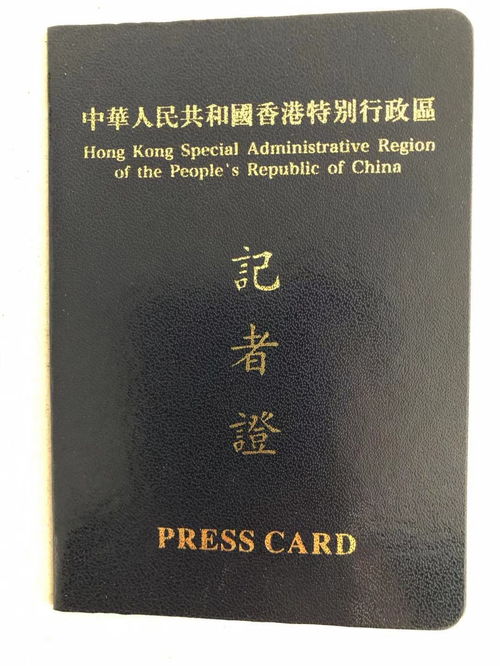 中華人民共和國香港特別行政區
Hong Kong Special Administrative Region
of the People's Republic of China
記
者
證
PRESS CARD